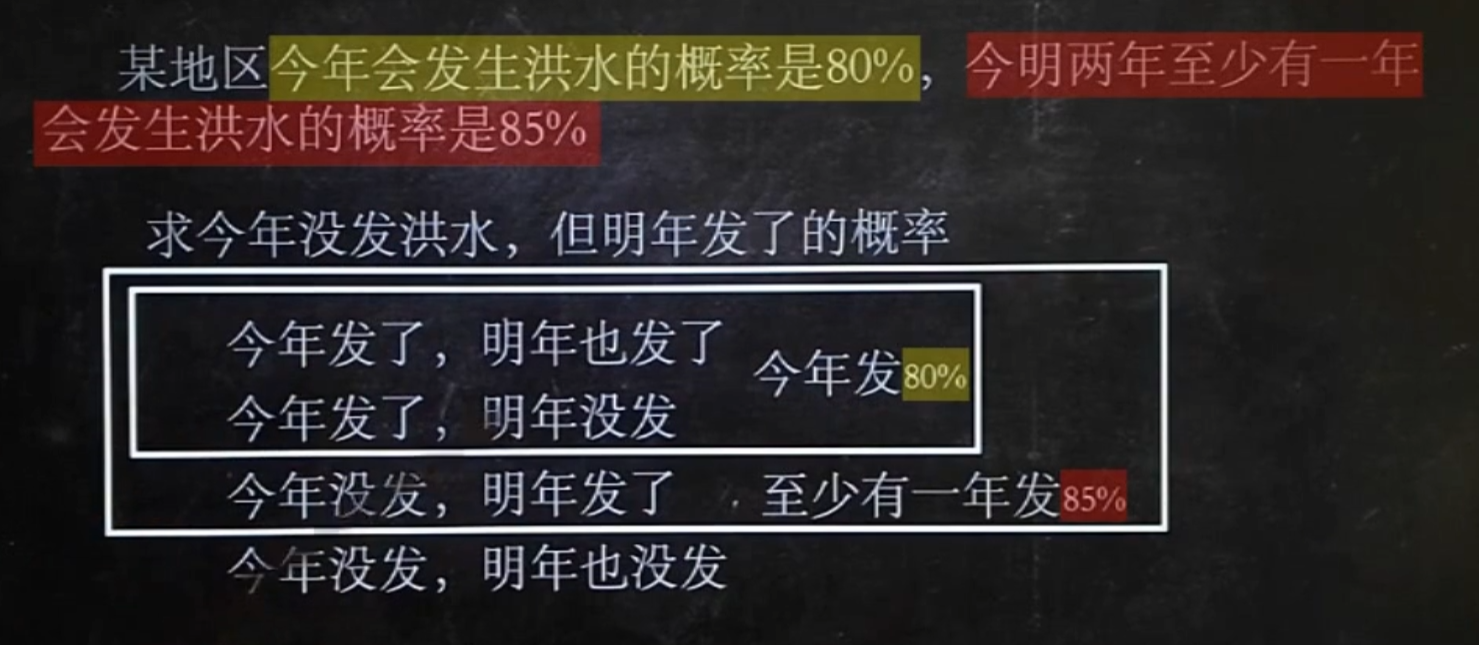 某地区今年会发生洪水的概率是80%，今明两年至少有一年
会发生洪水的概率是85%
求今年没发洪水，但明年发了的概率
今年发了，明年也发了
今年发80%
今年发了，明年没发
今年没发，明年发了
至少有一年发85%
今年没发，明年也没发